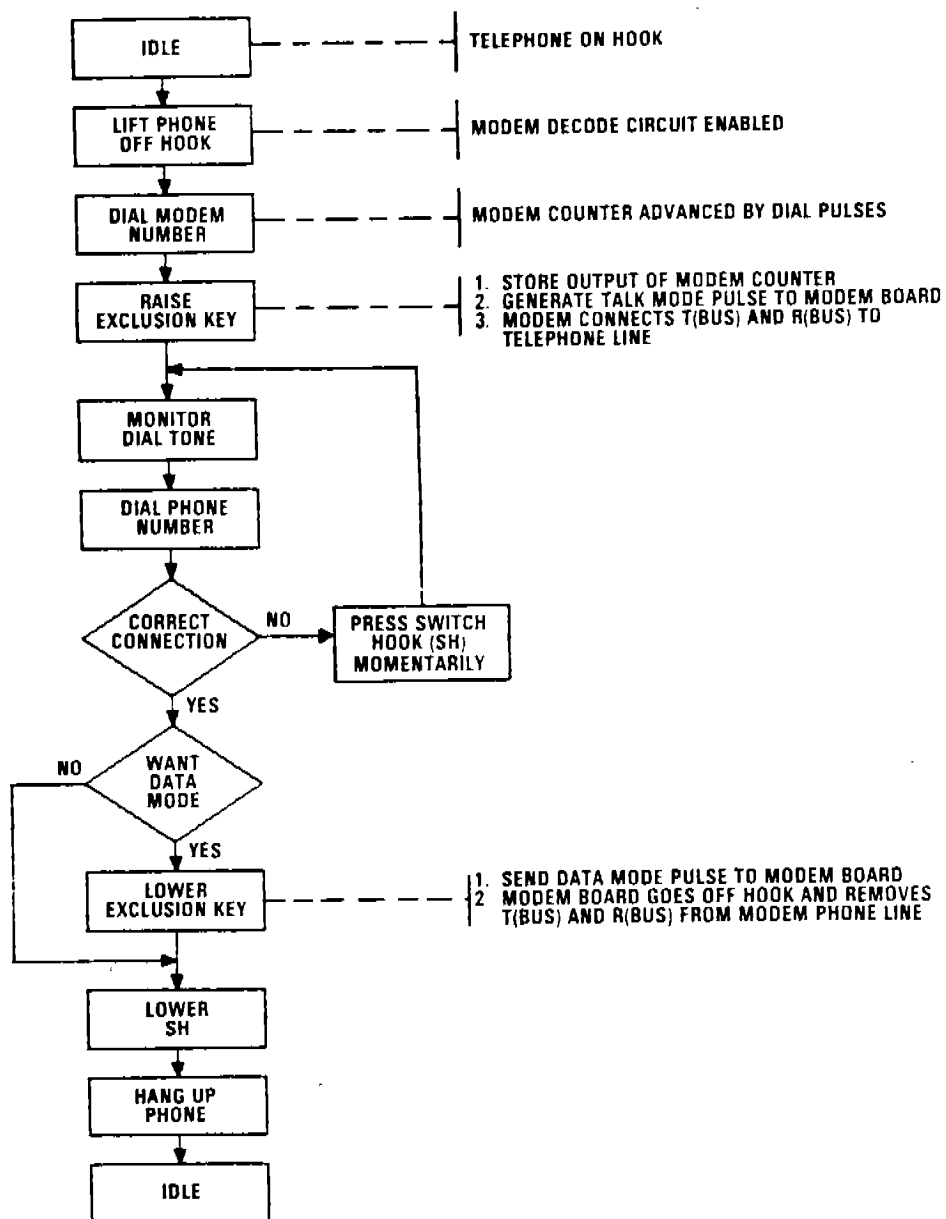 IDLE
TELEPHONE ON HOOK
LIFT PHONE
OFF HOOK
MODEM DECODE CIRCUIT ENABLED
DIAL MODEM
NUMBER
MODEM COUNTER ADVANCED BY DIAL PULSES
RAISE
EXCLUSION KEY
1. STORE OUTPUT OF MODEM COUNTER
2. GENERATE TALK MODE PULSE TO MODEM BOARD
3. MODEM CONNECTS T(BUS) AND R(BUS) TO
TELEPHONE LINE
MONITOR
DIAL TONE
DIAL PHONE
NUMBER
CORRECT
CONNECTION
NO
PRESS SWITCH
HOOK (SH)
MOMENTARILY
YES
NO
WANT
DATA
MODE
YES
LOWER
EXCLUSION KEY
1. SEND DATA MODE PULSE TO MODEM BOARD
2 MODEM BOARD GOES OFF HOOK AND REMOVES
T(BUS) AND R(BUS) FROM MODEM PHONE LINE
LOWER
SH
HANG UP
PHONE
IDLE